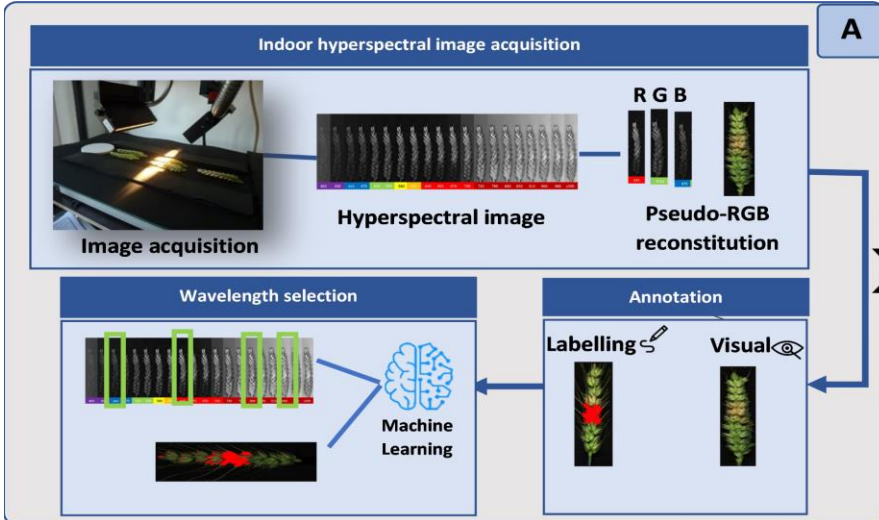 A
Indoor hyperspectral image acquisition
R G B
Image acquisition
Hyperspectral image
Pseudo-RGB
reconstitution
Wavelength selection
Annotation
Labelling
Visual
Machine
Learning